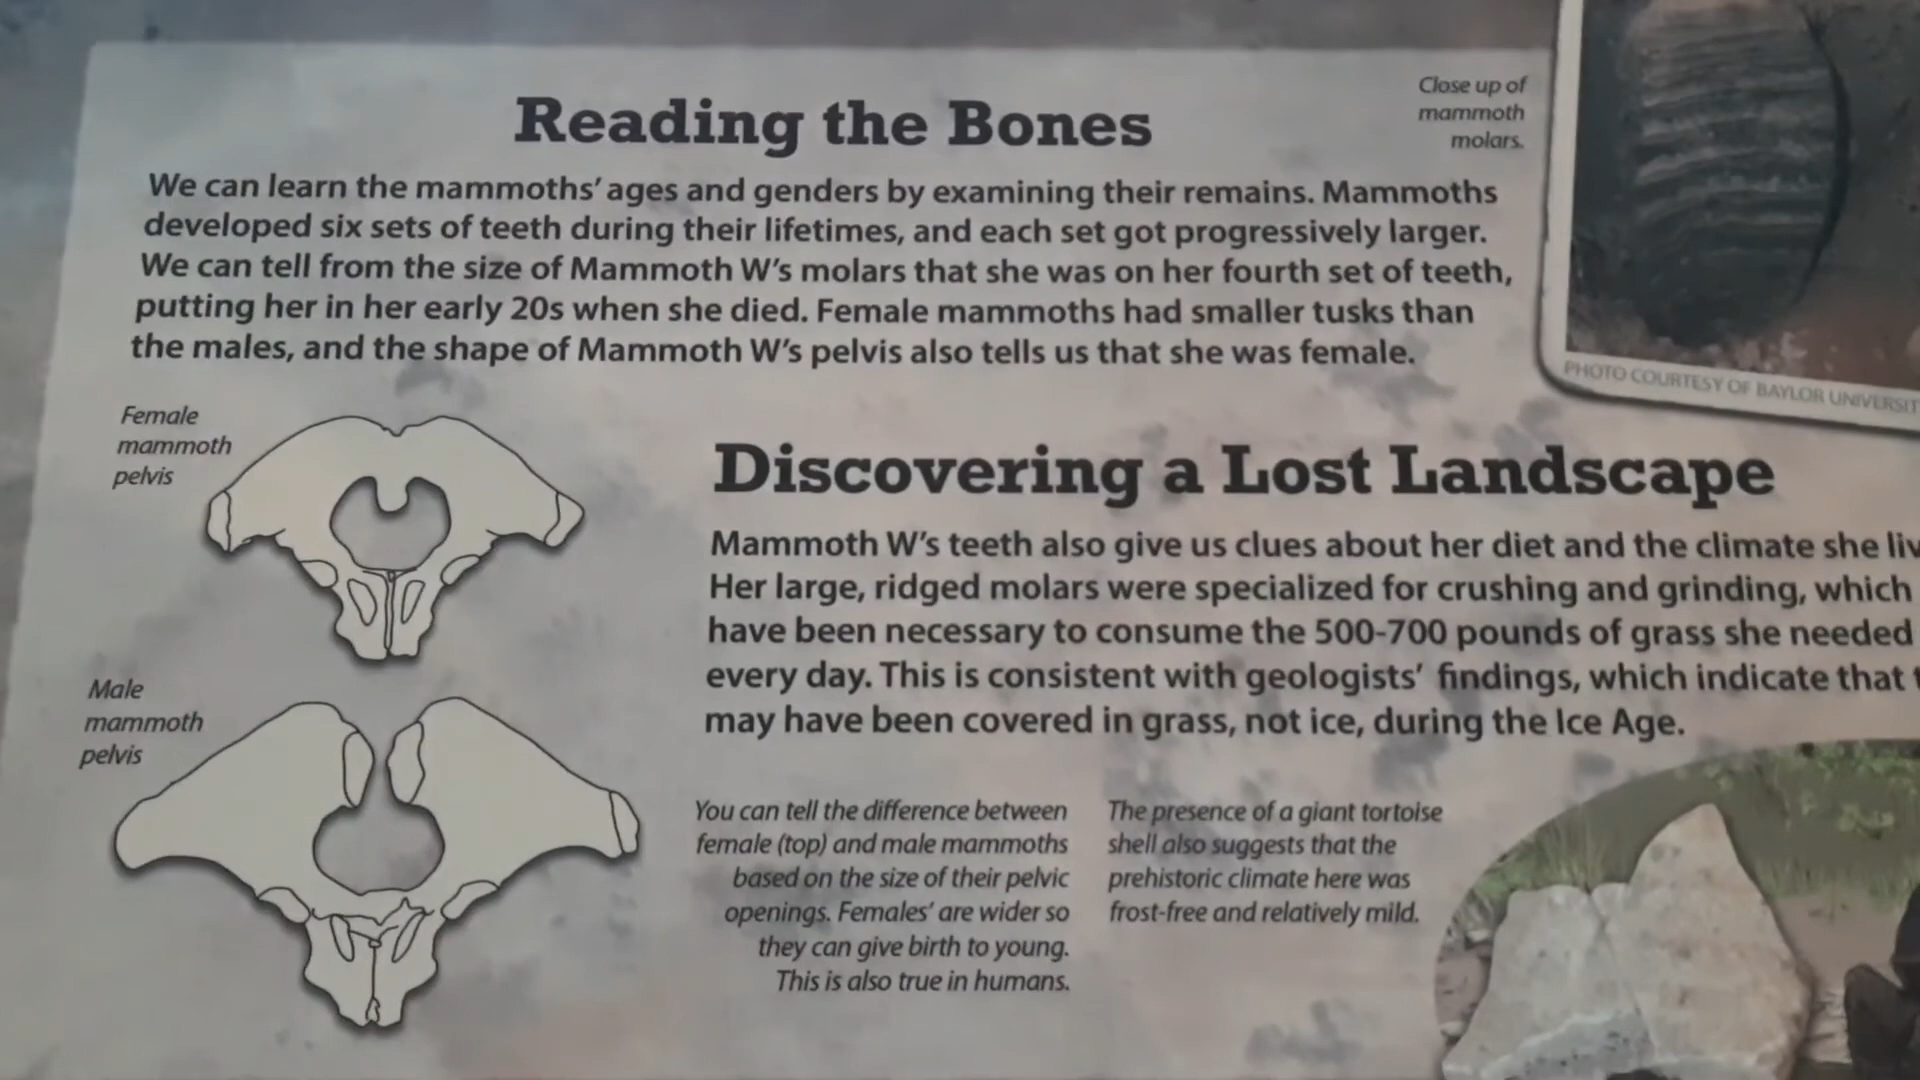 Reading the Bones
Close up of
mammoth
molars.
We can learn the mammoths' ages and genders by examining their remains. Mammoths
developed six sets of teeth during their lifetimes, and each set got progressively larger.
We can tell from the size of Mammoth W's molars that she was on her fourth set of teeth,
putting her in her early 20s when she died. Female mammoths had smaller tusks than
the males, and the shape of Mammoth W's pelvis also tells us that she was female.
PHOTO COURTESY OF BAYLOR
Female
mammoth
pelvis
Discovering a Lost Landscape
Mammoth W's teeth also give us clues about her diet and the climate she
Her large, ridged molars were specialized for crushing and grinding, which
have been necessary to consume the 500-700 pounds of grass she needed
every day. This is consistent with geologists' findings, which indicate that
may have been covered in grass, not ice, during the Ice Age.
Male
mammoth
pelvis
You can tell the difference between
female (top) and male mammoths
based on the size of their pelvic
openings. Females' are wider so
they can give birth to young.
This is also true in humans.
The presence of a giant tortoise
shell also suggests that the
prehistoric climate here was
frost-free and relatively mild.